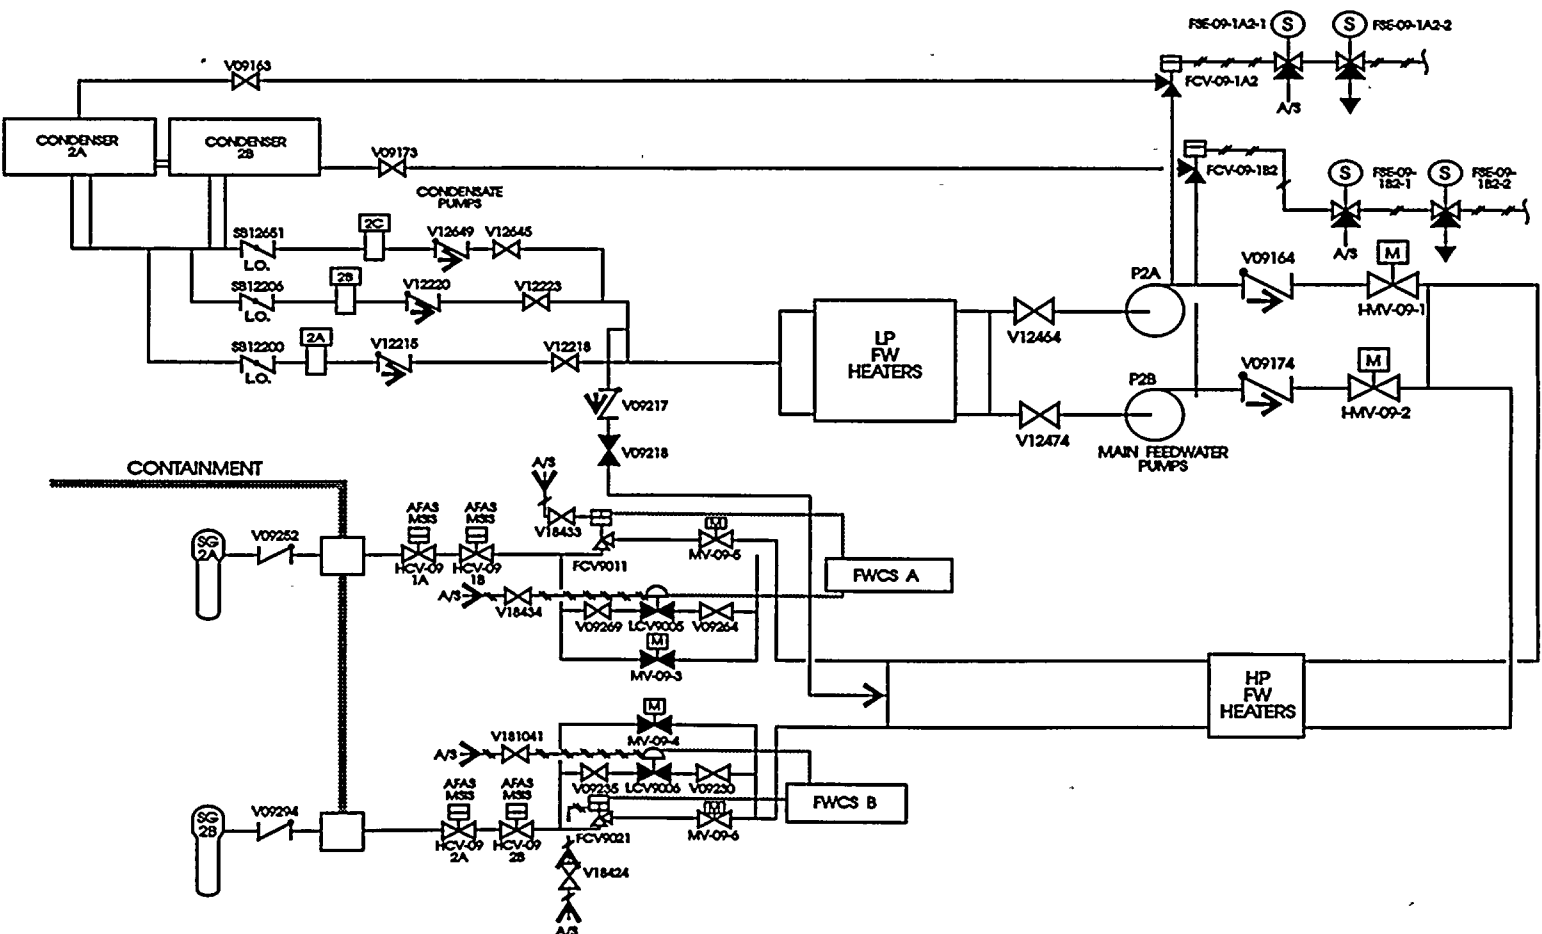 FSE-09-1A2-1
S
S
FSE-09-1A2-2
V09163
FCV-09-1A2
A/S
CONDENSER
2A
CONDENSER
2B
V09173
FCV-09-1B2
S
FSE-09-
1B2-1
S
FSE-09-
1B2-2
A/S
CONDENSATE
PUMPS
SB12651
L.O.
2C
V12649
V12645
SB12206
L.O.
2B
V12220
V12223
SB12200
L.O.
2A
V12215
V12218
P2A
V09164
M
HMV-09-1
LP
FW
HEATERS
V12464
P2B
V09174
M
HMV-09-2
V12474
MAIN FEEDWATER
PUMPS
V09217
V09218
CONTAINMENT
A/S
V18433
SG
2A
V09252
AFAS
MSIS
HCV-09
1A
AFAS
MSIS
HCV-09
1B
FCV9011
M
MV-09-5
FWCS A
A/S
V18434
V09269
LCV9005
V09264
M
MV-09-3
HP
FW
HEATERS
M
MV-09-4
V181041
A/S
V09235
LCV9006
V09230
FWCS B
SG
2B
V09294
AFAS
MSIS
HCV-09
2A
AFAS
MSIS
HCV-09
2B
FCV9021
M
MV-09-6
V18424
A/S